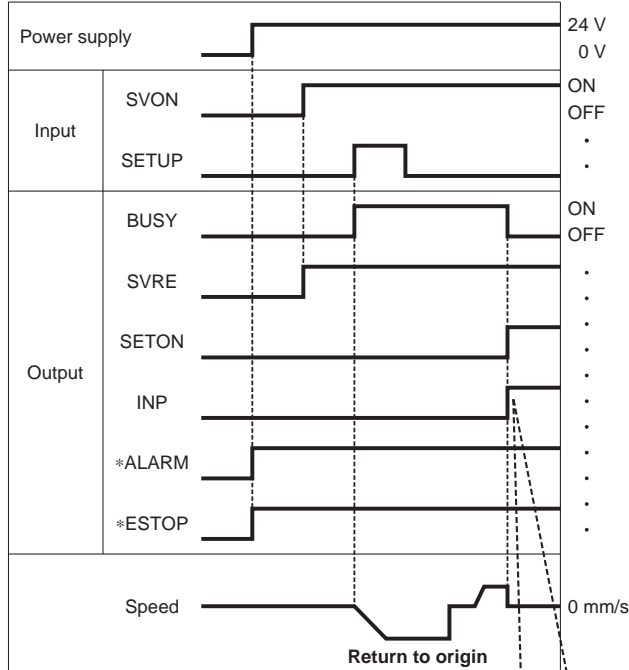 Power supply
24 V
0 V
Input
SVON
ON
OFF
SETUP
Output
BUSY
ON
OFF
SVRE
SETON
INP
*ALARM
*ESTOP
Speed
0 mm/s
Return to origin